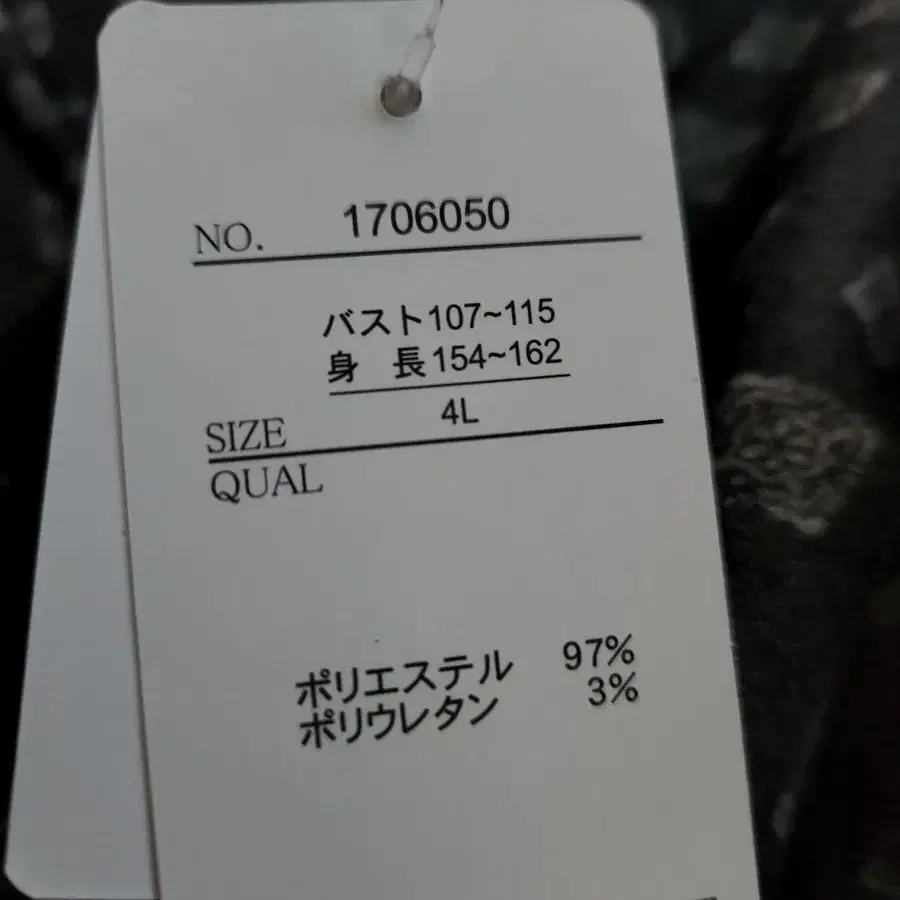 NO. 1706050
バスト107~115
身 長154~162
4L
SIZE
QUAL
ポリエステル 97%
ポリウレタン 3%